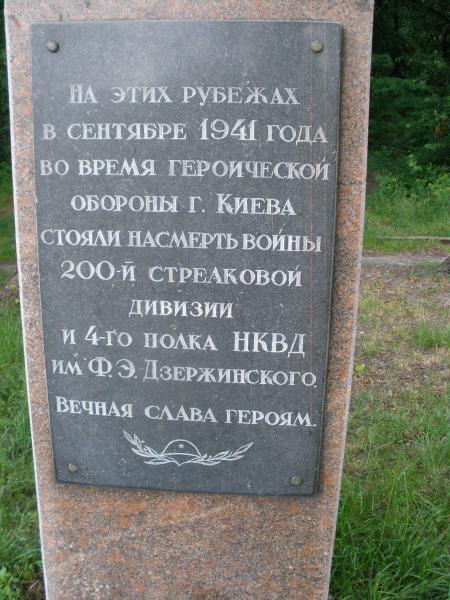 На этих рубежах
в сентябре 1941 года
во время героической
обороны г. Киева
стояли насмерть войны
200-й стрелковой
дивизии
и 4-го полка НКВД
им Ф.Э. Дзержинского.
Вечная слава героям.